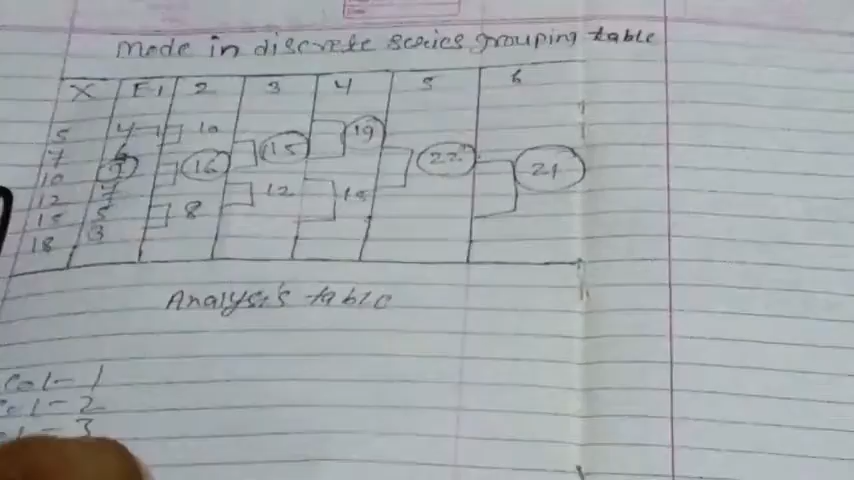 Mode in discrete series grouping table
X F.1 2 3 4 5 6
5 4 10 19
7 6 15 22
10 9 16 21
12 7 12 15
15 5 8
18 3
Analysis table
Col-1
Col-2
Col-3